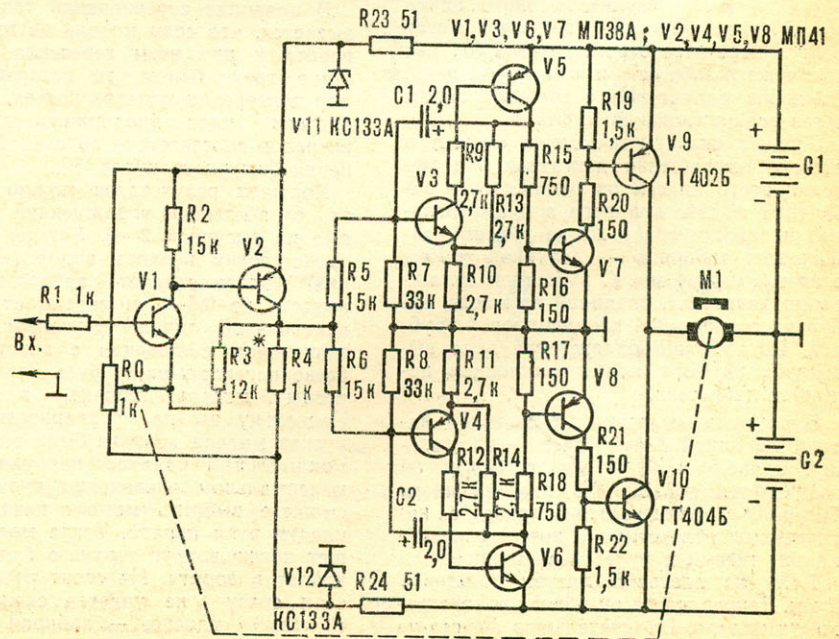 R23 51
V1,V3,V6,V7 МП38А; V2,V4,V5,V8 МП41
V11 КС133А
C1
2,0
+
V5
R19
1,5к
V9
ГТ402Б
+
G1
-
R9
2,7к
R13
2,7к
R15
750
R20
150
V3
R2
15к
V2
V1
R1 1к
Вх.
R0
1к
R3
12к
*
R4
1к
R5
15к
R7
33к
R10
2,7к
R16
150
V7
M1
R6
15к
R8
33к
R11
2,7к
R17
150
V8
V4
R12
2,7к
R14
2,7к
R18
750
R21
150
V10
ГТ404Б
+
G2
-
C2
+
2,0
V6
R22
1,5к
V12
КС133А
R24 51